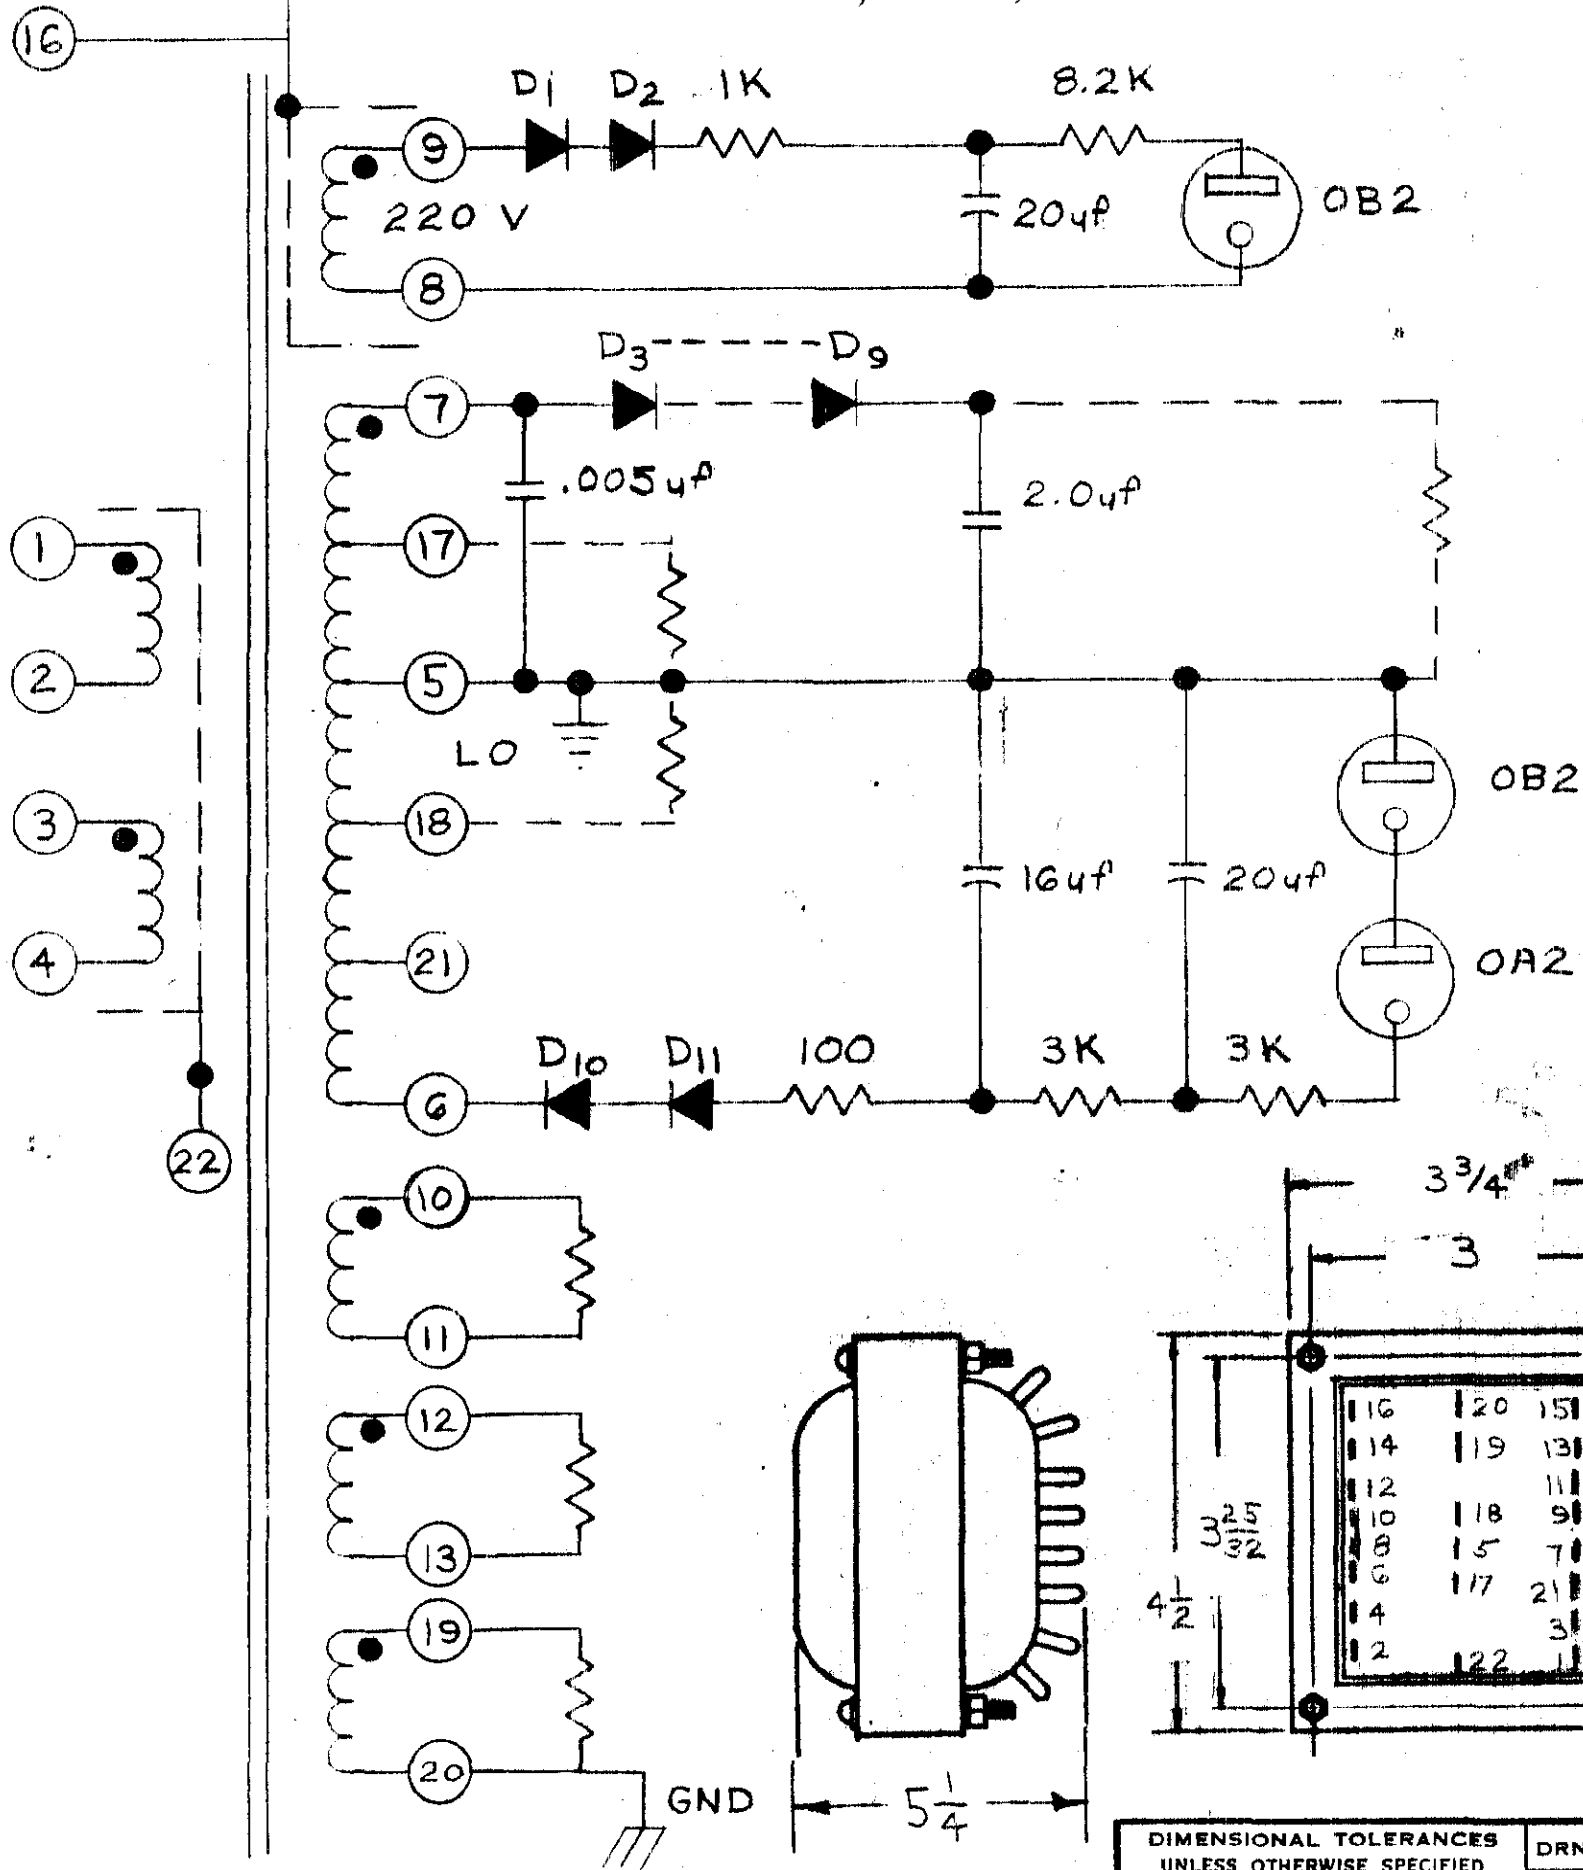 16
D1 D2 1K 8.2K
9
220 V
20uf
OB2
8
D3 D9
7
.005uf
2.0uf
17
1
5
2
LO
OB2
3
18
16uf
20uf
4
21
OA2
D10 D11 100 3K 3K
6
22
10
3 3/4"
3
11
12
16 20 15
14 19 13
12 11
10 18 9
8 5 7
6 17 21
4 3
2 22 1
3 25/32
4 1/2
13
19
20
GND
5 1/4
DIMENSIONAL TOLERANCES
DRN
UNLESS OTHERWISE SPECIFIED